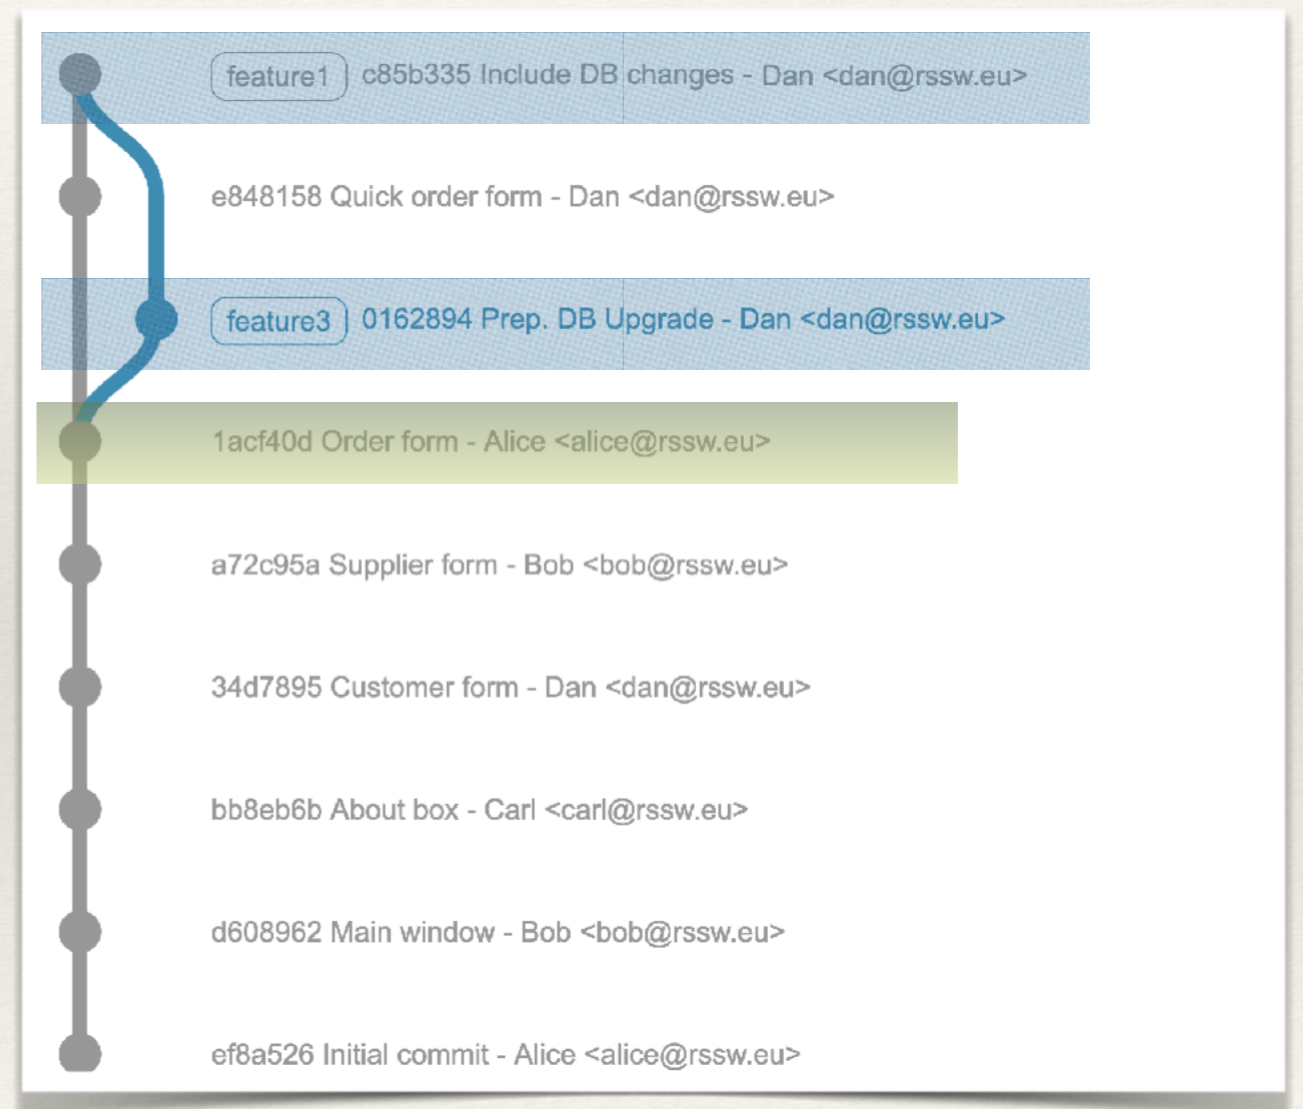 feature1 c85b335 Include DB changes - Dan <dan@rssw.eu>
e848158 Quick order form - Dan <dan@rssw.eu>
feature3 0162894 Prep. DB Upgrade - Dan <dan@rssw.eu>
1acf40d Order form - Alice <alice@rssw.eu>
a72c95a Supplier form - Bob <bob@rssw.eu>
34d7895 Customer form - Dan <dan@rssw.eu>
bb8eb6b About box - Carl <carl@rssw.eu>
d608962 Main window - Bob <bob@rssw.eu>
ef8a526 Initial commit - Alice <alice@rssw.eu>